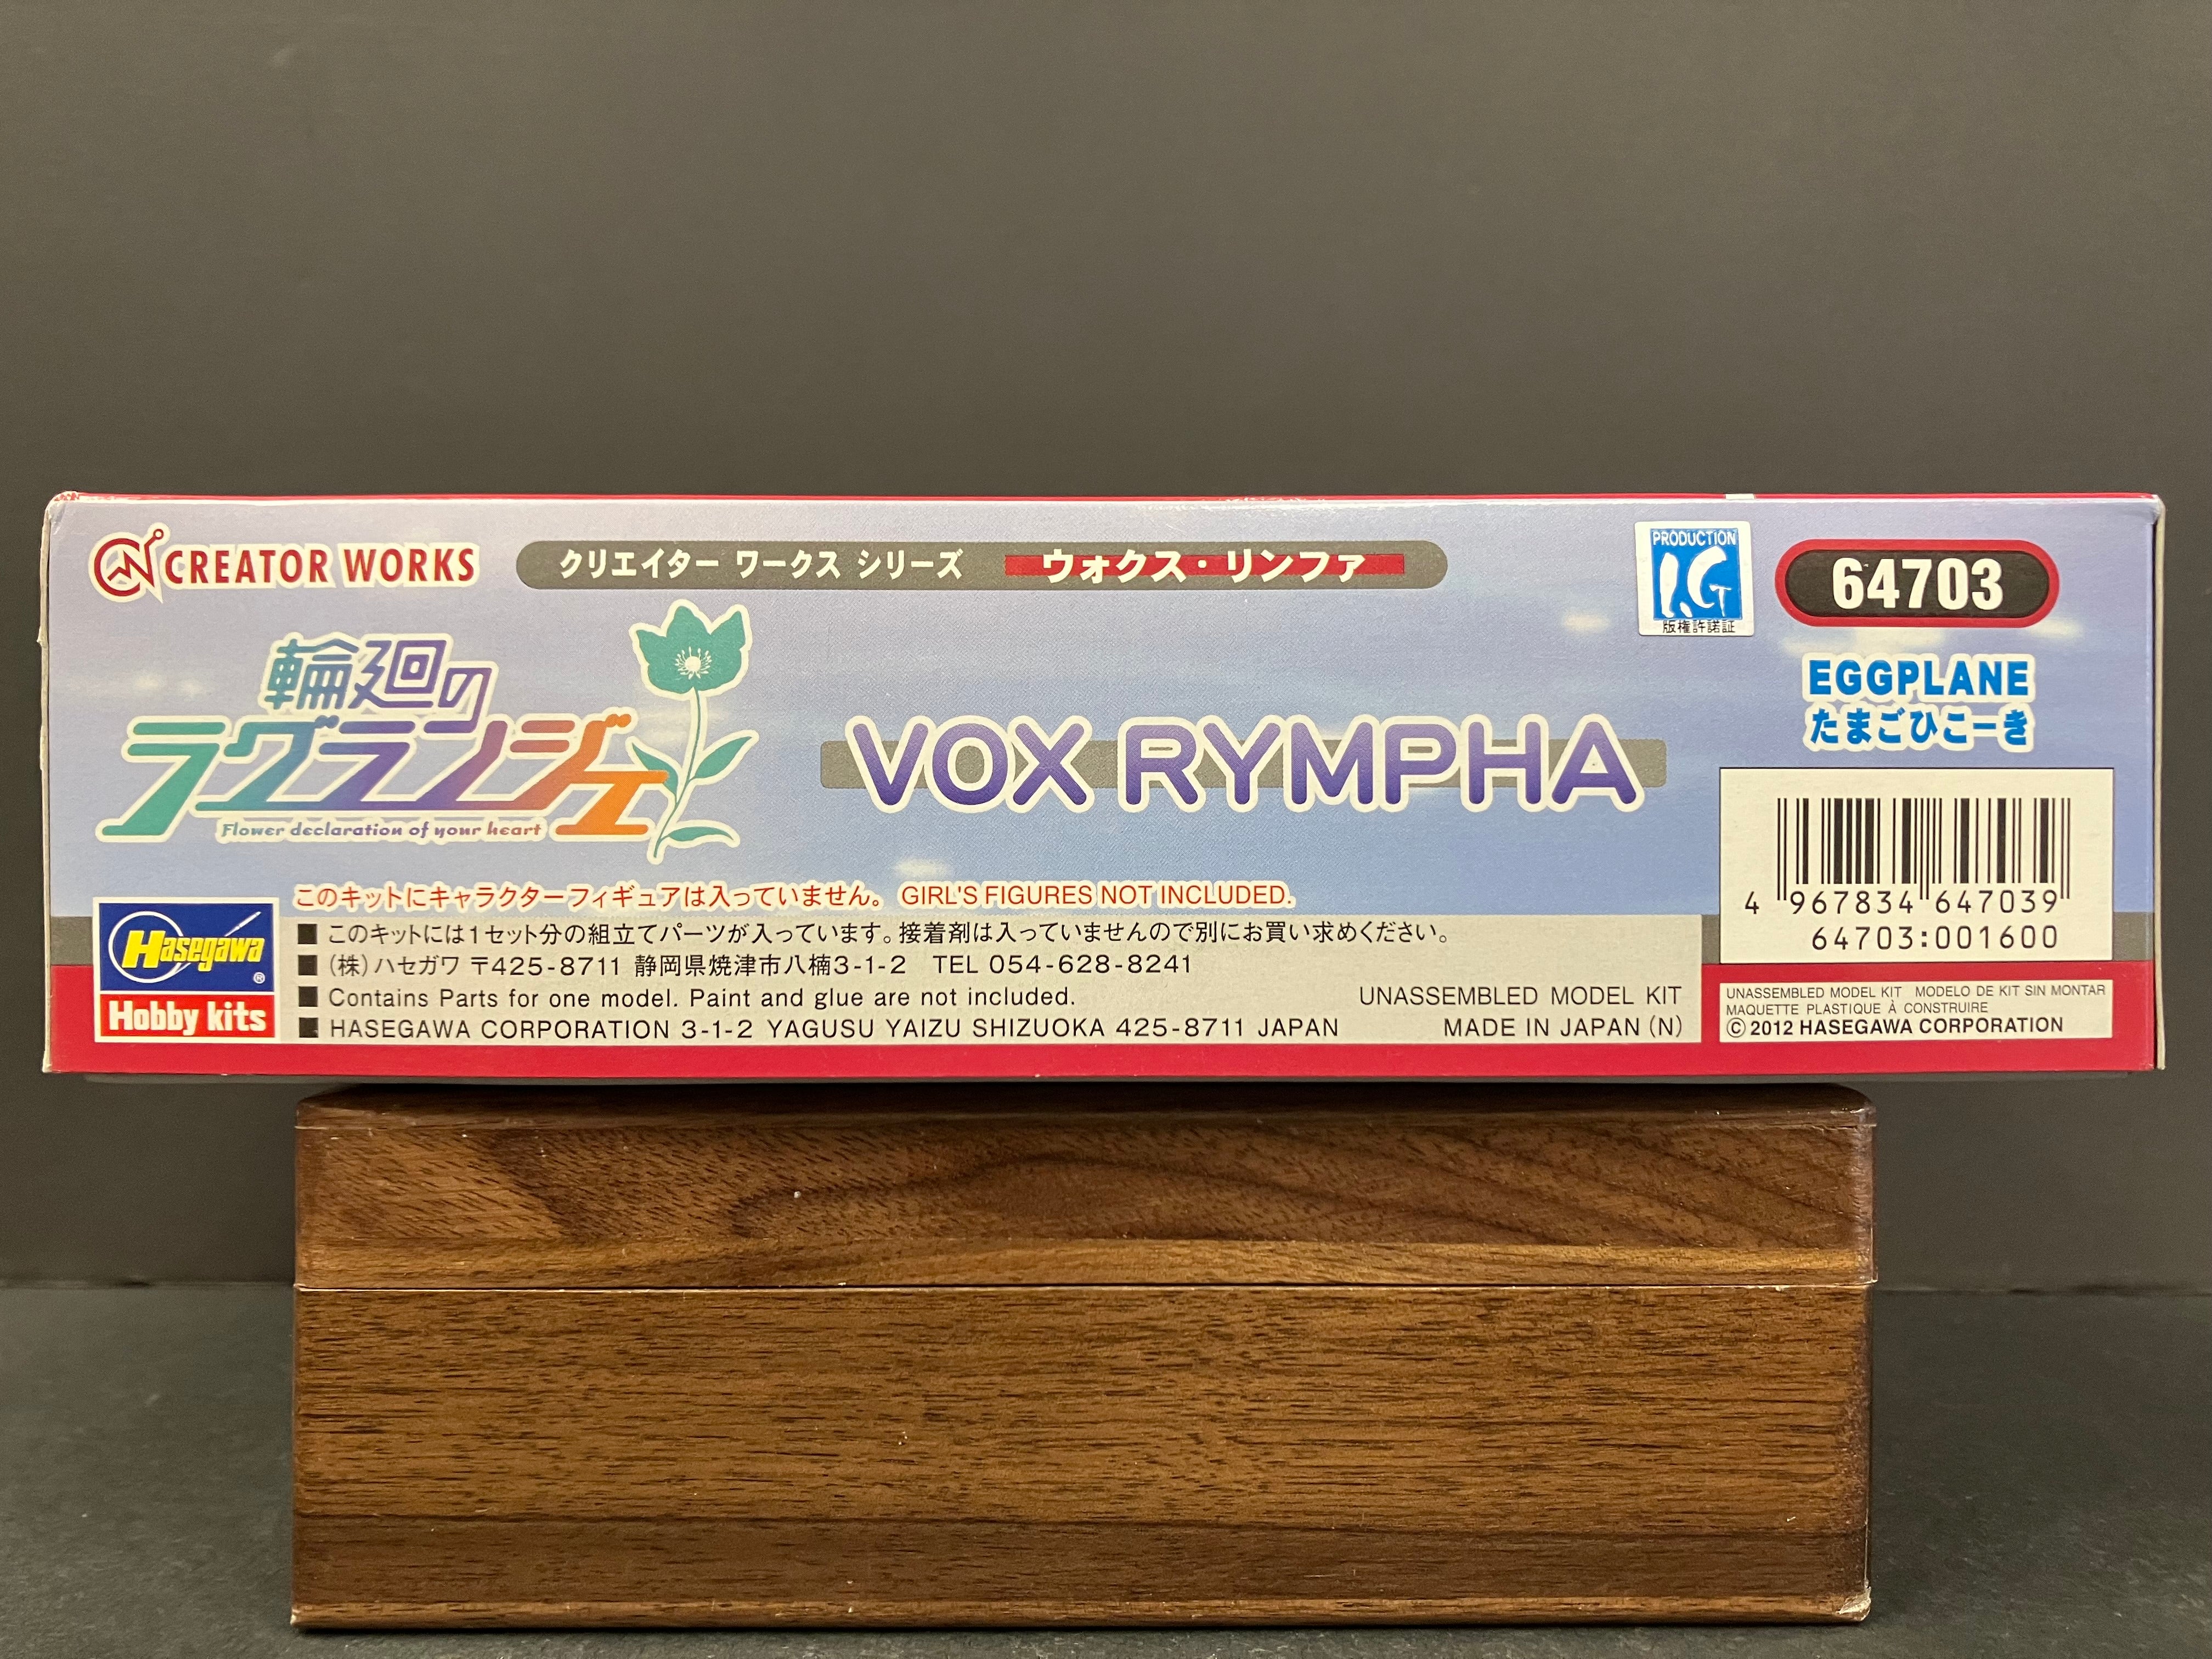 CREATOR WORKS
クリエイター ワークス シリーズ ウォクス・リンファ
PRODUCTION
I.G
版権許諾証
64703
輪廻の
ラグランジェ
Flower declaration of your heart
VOX RYMPHA
EGGPLANE
たまごひこーき
このキットにキャラクターフィギュアは入っていません。 GIRL'S FIGURES NOT INCLUDED.
Hasegawa®
Hobby kits
■ このキットには1セット分の組立てパーツが入っています。接着剤は入っていませんので別にお買い求めください。
■ (株)ハセガワ 〒425-8711 静岡県焼津市八楠3-1-2 TEL 054-628-8241
■ Contains Parts for one model. Paint and glue are not included.
■ HASEGAWA CORPORATION 3-1-2 YAGUSU YAIZU SHIZUOKA 425-8711 JAPAN
UNASSEMBLED MODEL KIT
MADE IN JAPAN (N)
4 967834 647039
64703:001600
UNASSEMBLED MODEL KIT MODELO DE KIT SIN MONTAR
MAQUETTE PLASTIQUE À CONSTRUIRE
© 2012 HASEGAWA CORPORATION